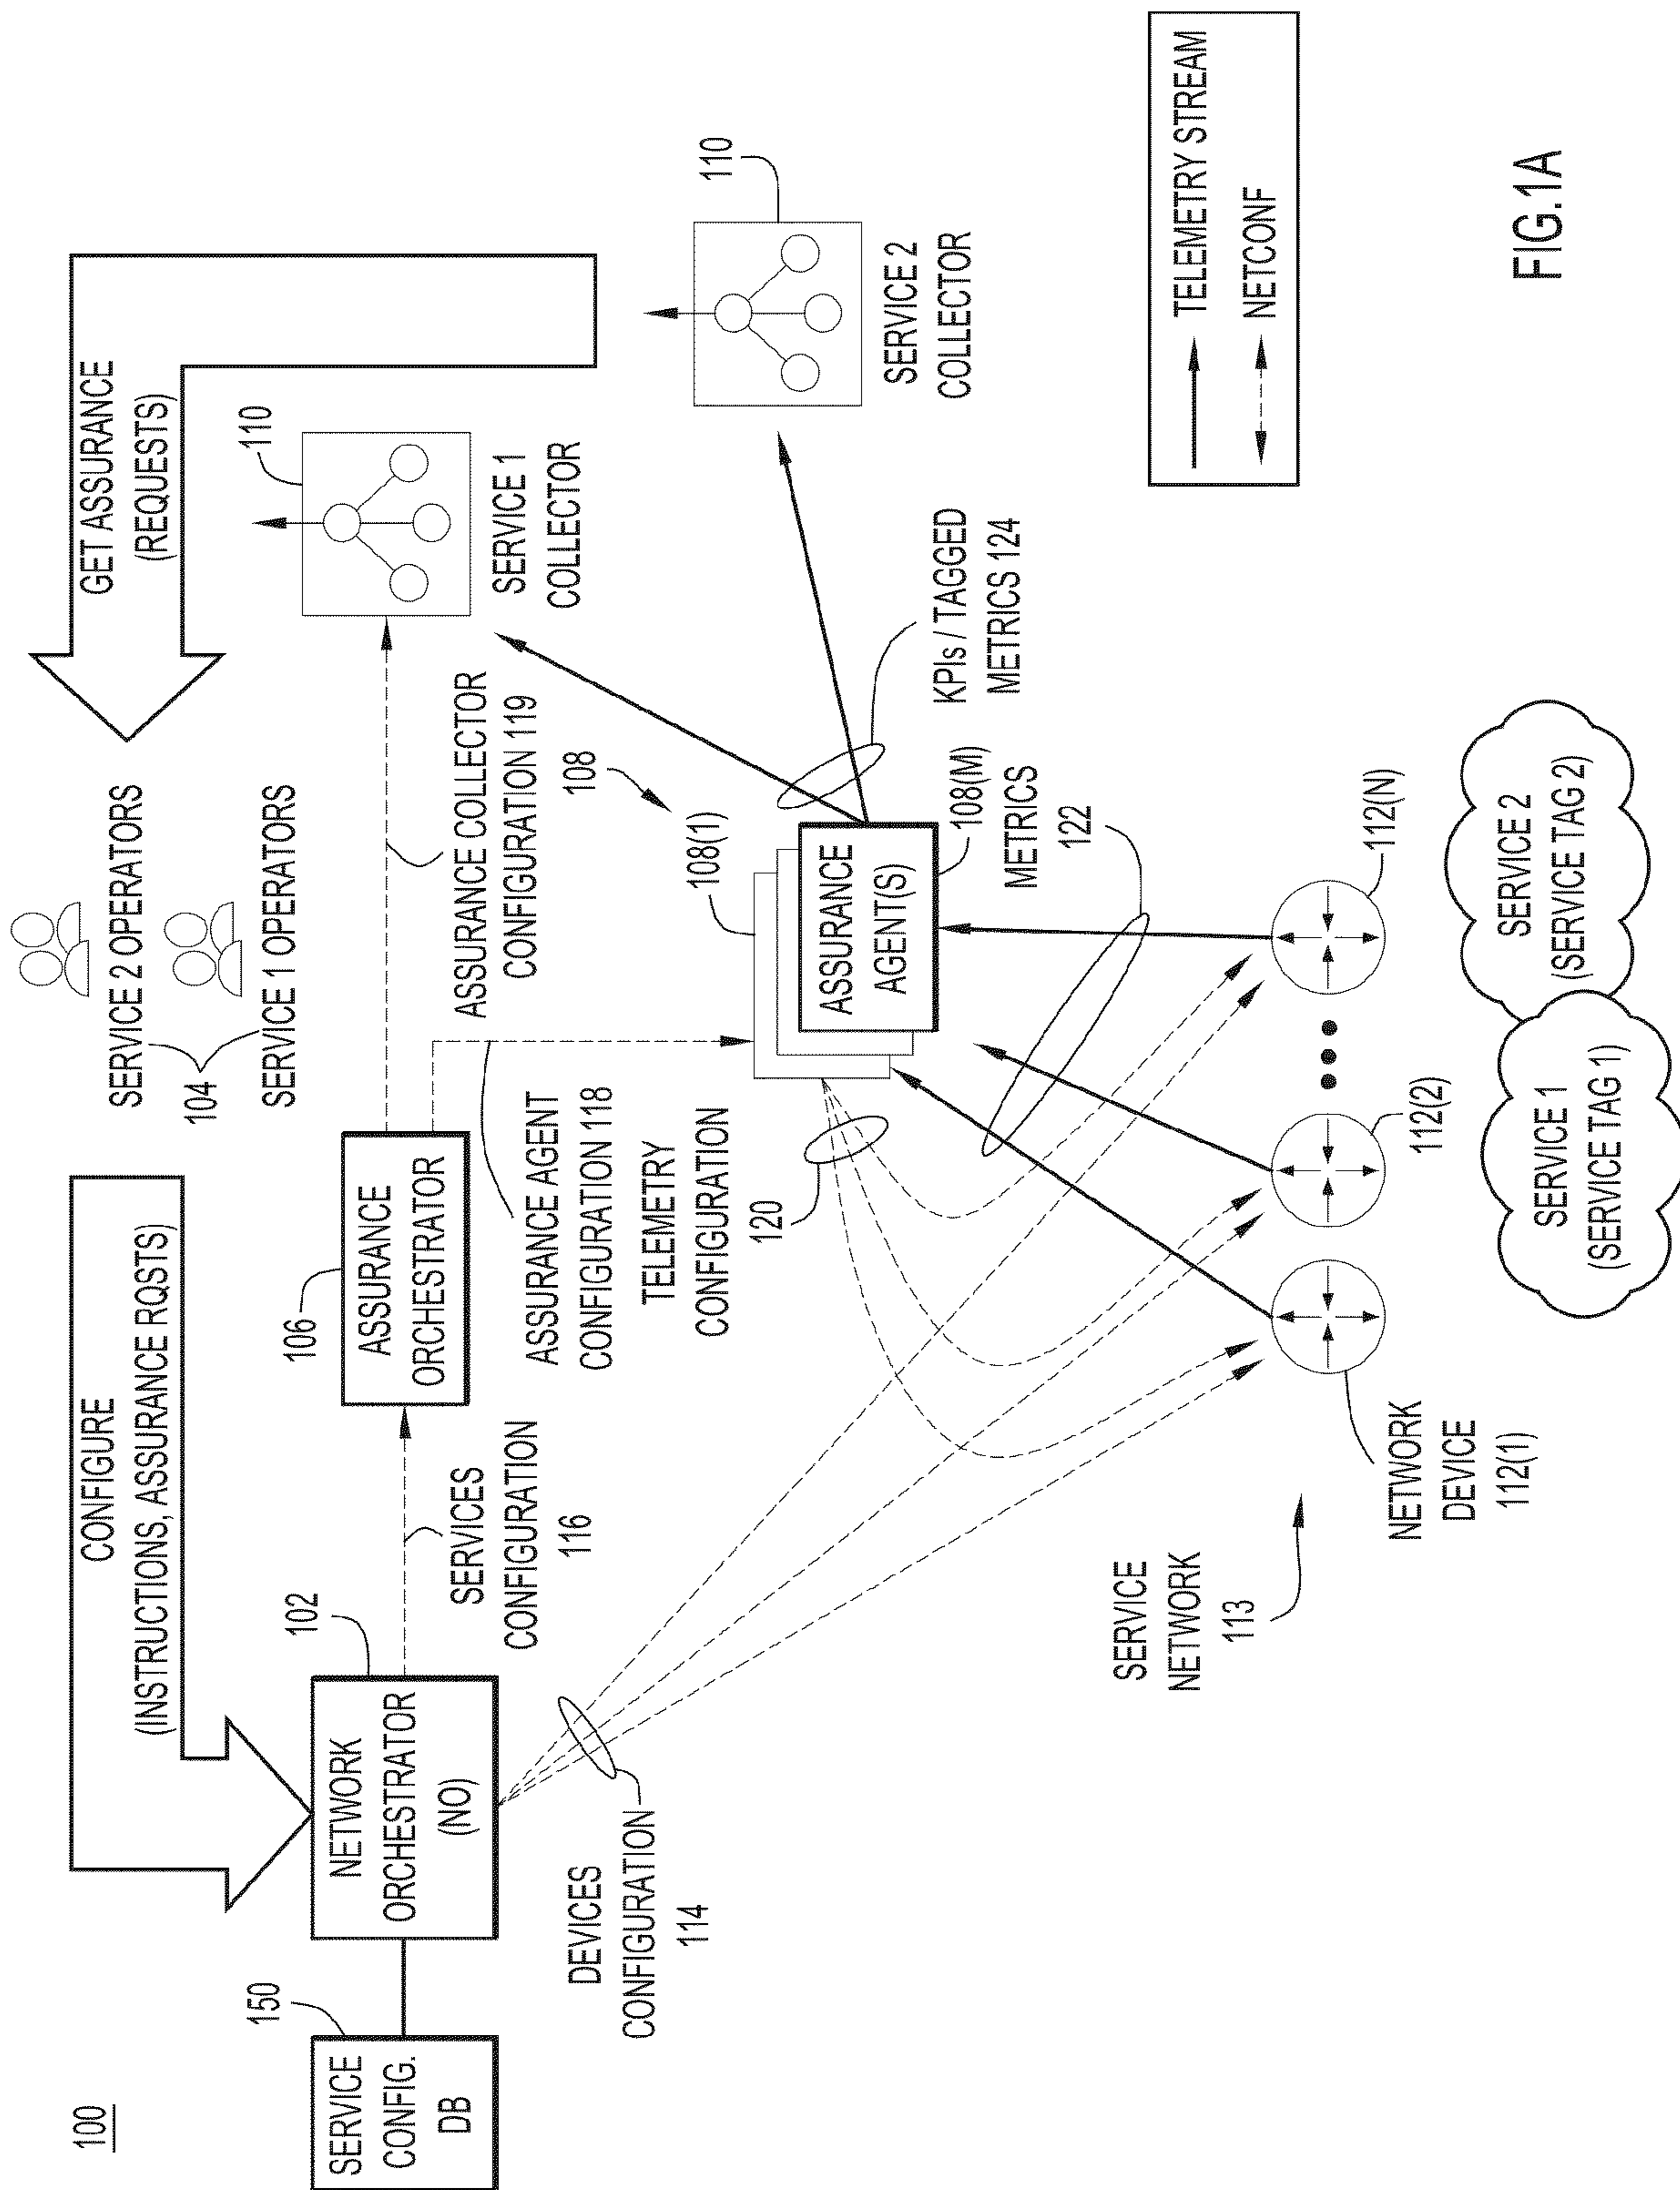 100
CONFIGURE
(INSTRUCTIONS, ASSURANCE RQSTS)
SERVICE 2 OPERATORS
104
SERVICE 1 OPERATORS
GET ASSURANCE
(REQUESTS)
150
SERVICE
CONFIG.
DB
102
NETWORK
ORCHESTRATOR
(NO)
SERVICES
CONFIGURATION
116
106
ASSURANCE
ORCHESTRATOR
ASSURANCE COLLECTOR
CONFIGURATION 119
110
SERVICE 1
COLLECTOR
110
SERVICE 2
COLLECTOR
ASSURANCE AGENT
CONFIGURATION 118
TELEMETRY
CONFIGURATION
120
108
108(1)
ASSURANCE
AGENT(S)
108(M)
KPIs / TAGGED
METRICS 124
METRICS
122
DEVICES
CONFIGURATION
114
SERVICE
NETWORK
113
NETWORK
DEVICE
112(1)
112(2)
112(N)
SERVICE 1
(SERVICE TAG 1)
SERVICE 2
(SERVICE TAG 2)
TELEMETRY STREAM
NETCONF
FIG.1A